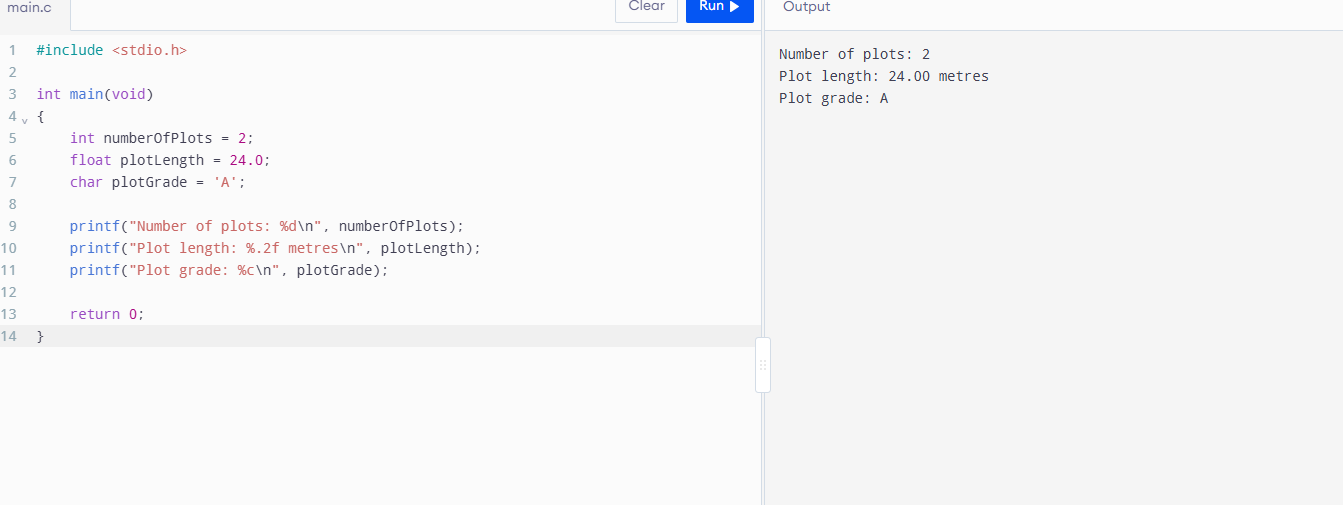 main.c
Clear
Run
Output
1 #include <stdio.h>
2
3 int main(void)
4 {
5     int numberOfPlots = 2;
6     float plotLength = 24.0;
7     char plotGrade = 'A';
8
9     printf("Number of plots: %d\n", numberOfPlots);
10     printf("Plot length: %.2f metres\n", plotLength);
11     printf("Plot grade: %c\n", plotGrade);
12
13     return 0;
14 }
Number of plots: 2
Plot length: 24.00 metres
Plot grade: A